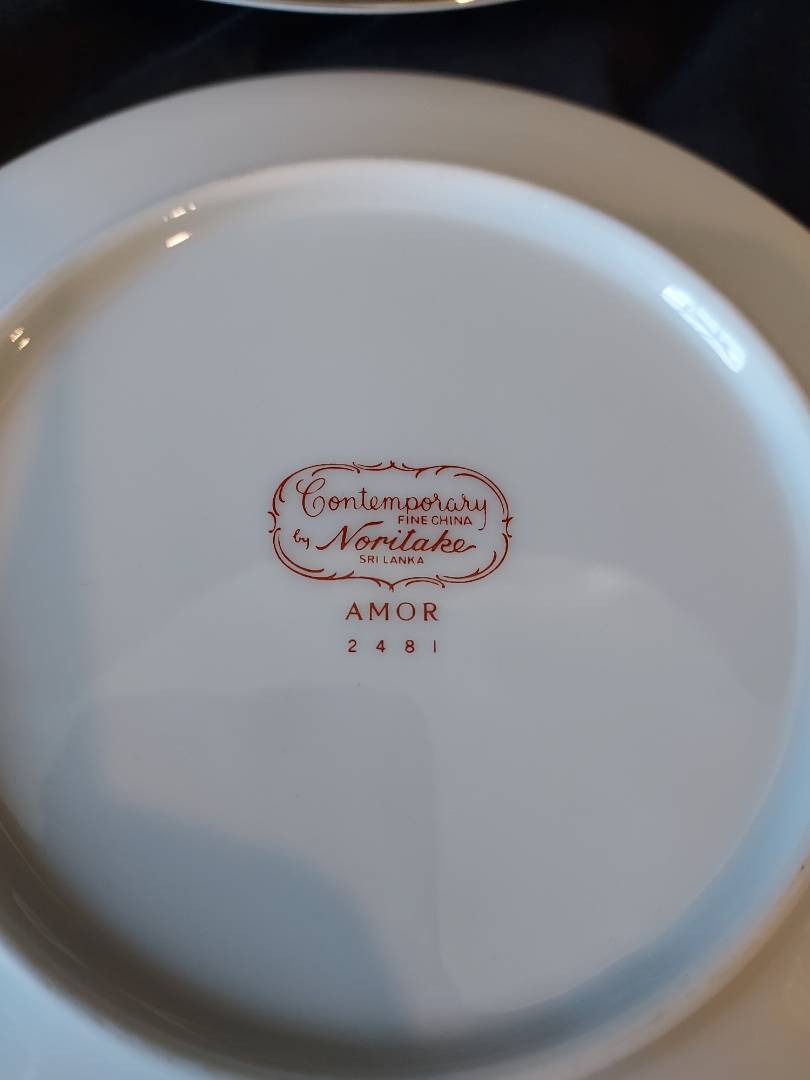 Contemporary
FINE CHINA
by Noritake
SRI LANKA
AMOR
2481